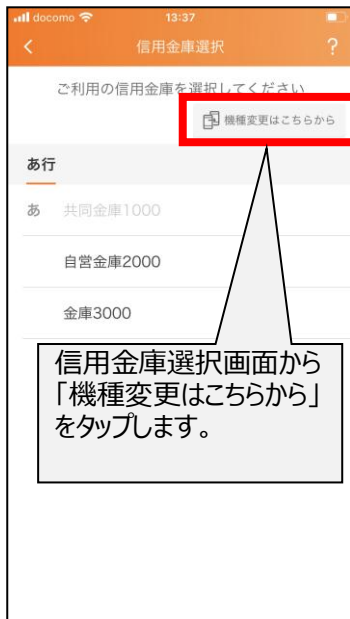 docomo 13:37
信用金庫選択 ?
ご利用の信用金庫を選択してください
機種変更はこちらから
あ行
あ 共同金庫1000
自営金庫2000
金庫3000
信用金庫選択画面から
「機種変更はこちらから」
をタップします。